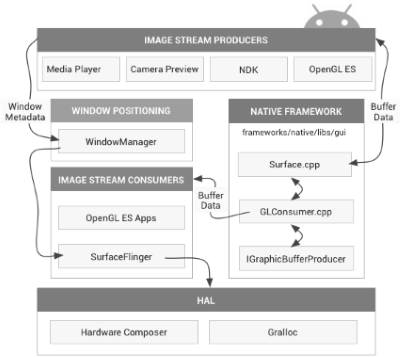 IMAGE STREAM PRODUCERS
Media Player
Camera Preview
NDK
OpenGL ES
Window
Metadata
Buffer
Data
WINDOW POSITIONING
WindowManager
NATIVE FRAMEWORK
frameworks/native/libs/gui
Surface.cpp
IMAGE STREAM CONSUMERS
Buffer
Data
OpenGL ES Apps
GLConsumer.cpp
SurfaceFlinger
IGraphicBufferProducer
HAL
Hardware Composer
Gralloc